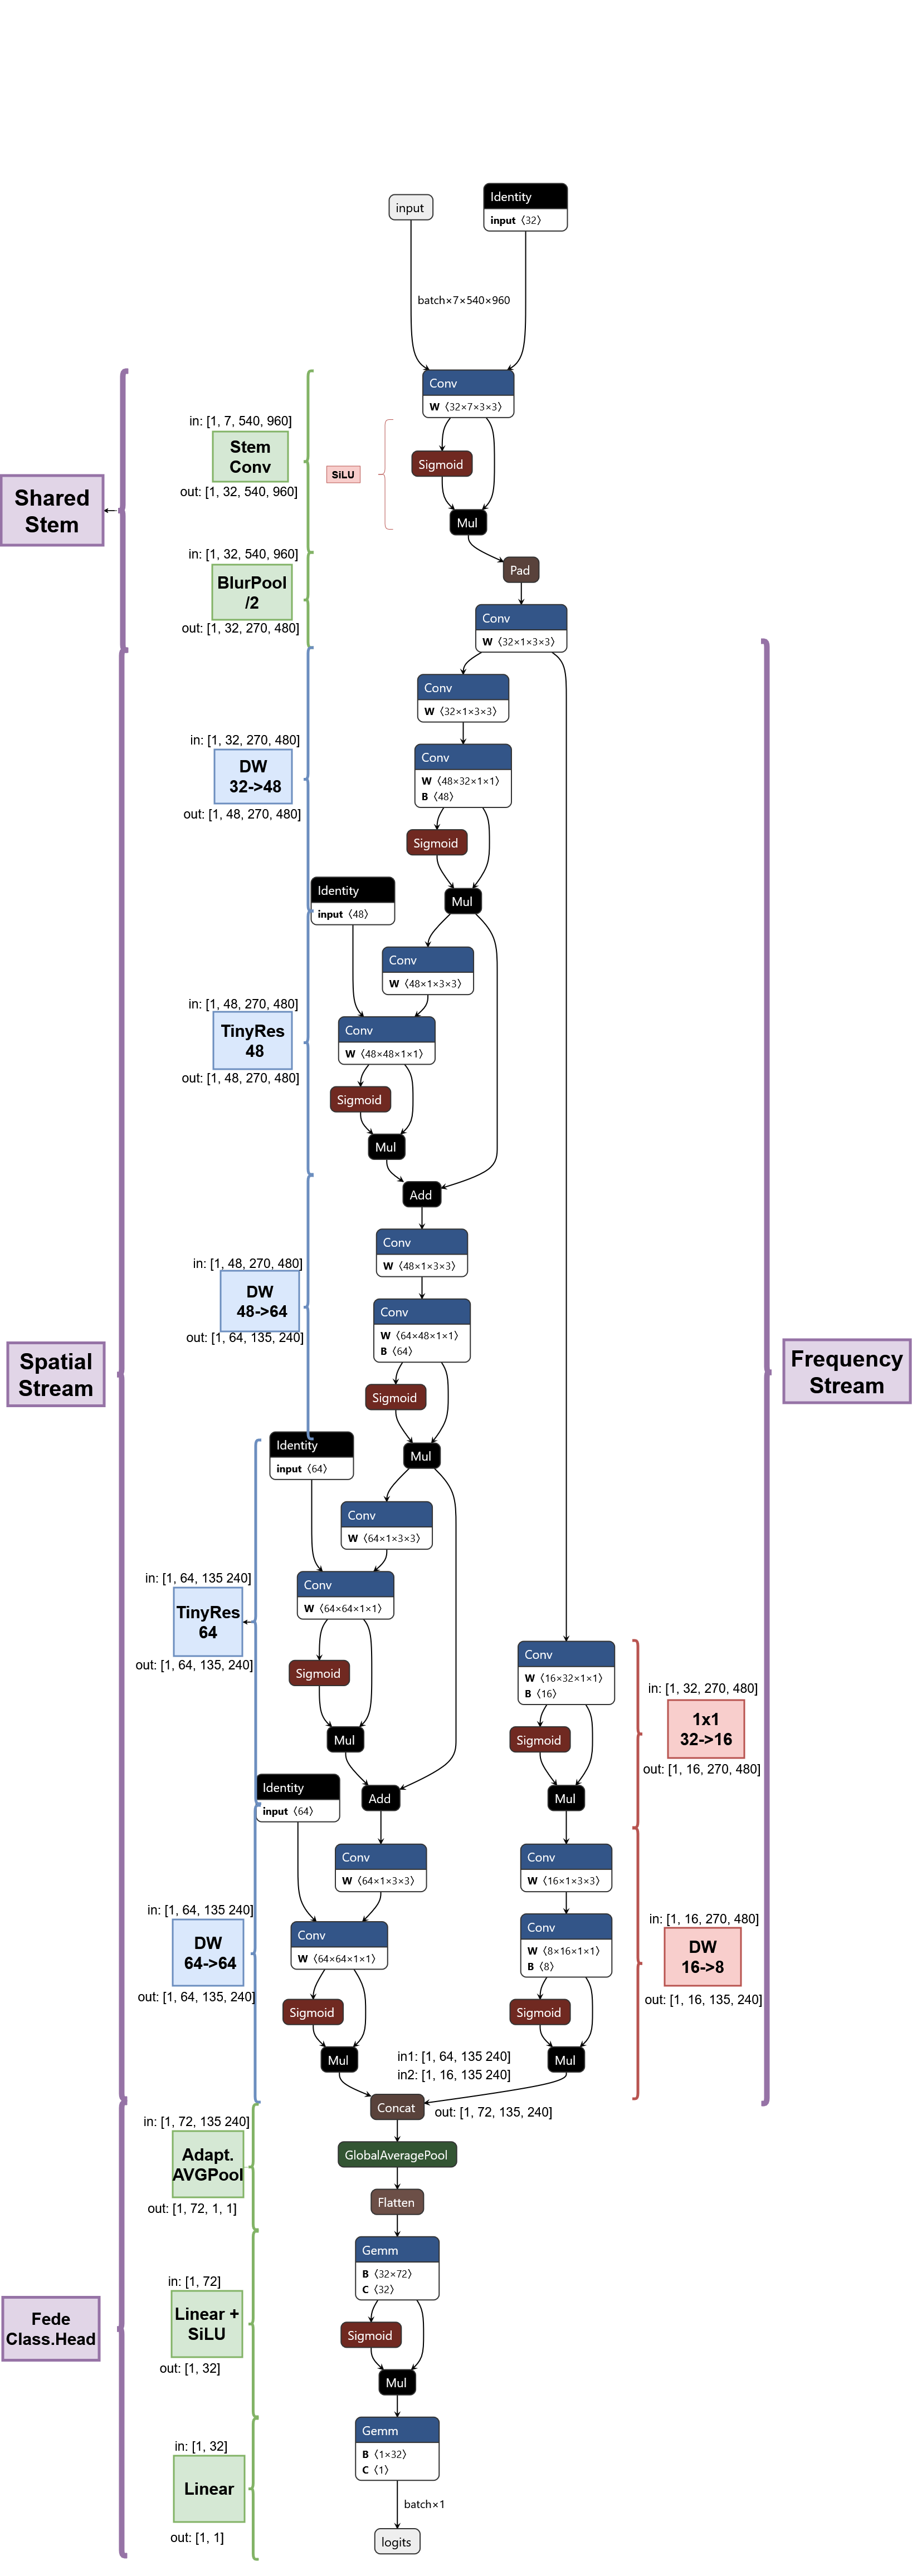 input
Identity
input ⟨32⟩
batch×7×540×960
Conv
W ⟨32×7×3×3⟩
in: [1, 7, 540, 960]
Stem
Conv
out: [1, 32, 540, 960]
SiLU
Sigmoid
Mul
Shared
Stem
in: [1, 32, 540, 960]
BlurPool
/2
out: [1, 32, 270, 480]
Pad
Conv
W ⟨32×1×3×3⟩
Conv
W ⟨32×1×3×3⟩
in: [1, 32, 270, 480]
DW
32->48
out: [1, 48, 270, 480]
Conv
W ⟨48×32×1×1⟩
B ⟨48⟩
Sigmoid
Mul
Identity
input ⟨48⟩
Conv
W ⟨48×1×3×3⟩
in: [1, 48, 270, 480]
TinyRes
48
out: [1, 48, 270, 480]
Conv
W ⟨48×48×1×1⟩
Sigmoid
Mul
Add
Conv
W ⟨48×1×3×3⟩
in: [1, 48, 270, 480]
DW
48->64
out: [1, 64, 135, 240]
Conv
W ⟨64×48×1×1⟩
B ⟨64⟩
Sigmoid
Mul
Spatial
Stream
Frequency
Stream
Identity
input ⟨64⟩
Conv
W ⟨64×1×3×3⟩
in: [1, 64, 135 240]
TinyRes
64
out: [1, 64, 135, 240]
Conv
W ⟨64×64×1×1⟩
Sigmoid
Mul
Conv
W ⟨16×32×1×1⟩
B ⟨16⟩
Sigmoid
Mul
in: [1, 32, 270, 480]
1x1
32->16
out: [1, 16, 270, 480]
Identity
input ⟨64⟩
Add
Conv
W ⟨64×1×3×3⟩
Conv
W ⟨16×1×3×3⟩
in: [1, 64, 135 240]
DW
64->64
out: [1, 64, 135, 240]
Conv
W ⟨64×64×1×1⟩
Sigmoid
Mul
Conv
W ⟨8×16×1×1⟩
B ⟨8⟩
Sigmoid
Mul
in: [1, 16, 270, 480]
DW
16->8
out: [1, 16, 135, 240]
in1: [1, 64, 135 240]
in2: [1, 16, 135 240]
Concat
out: [1, 72, 135, 240]
in: [1, 72, 135 240]
Adapt.
AVGPool
out: [1, 72, 1, 1]
GlobalAveragePool
Flatten
Gemm
B ⟨32×72⟩
C ⟨32⟩
in: [1, 72]
Linear +
SiLU
out: [1, 32]
Sigmoid
Mul
Fede
Class.Head
Gemm
B ⟨1×32⟩
C ⟨1⟩
in: [1, 32]
Linear
out: [1, 1]
batch×1
logits